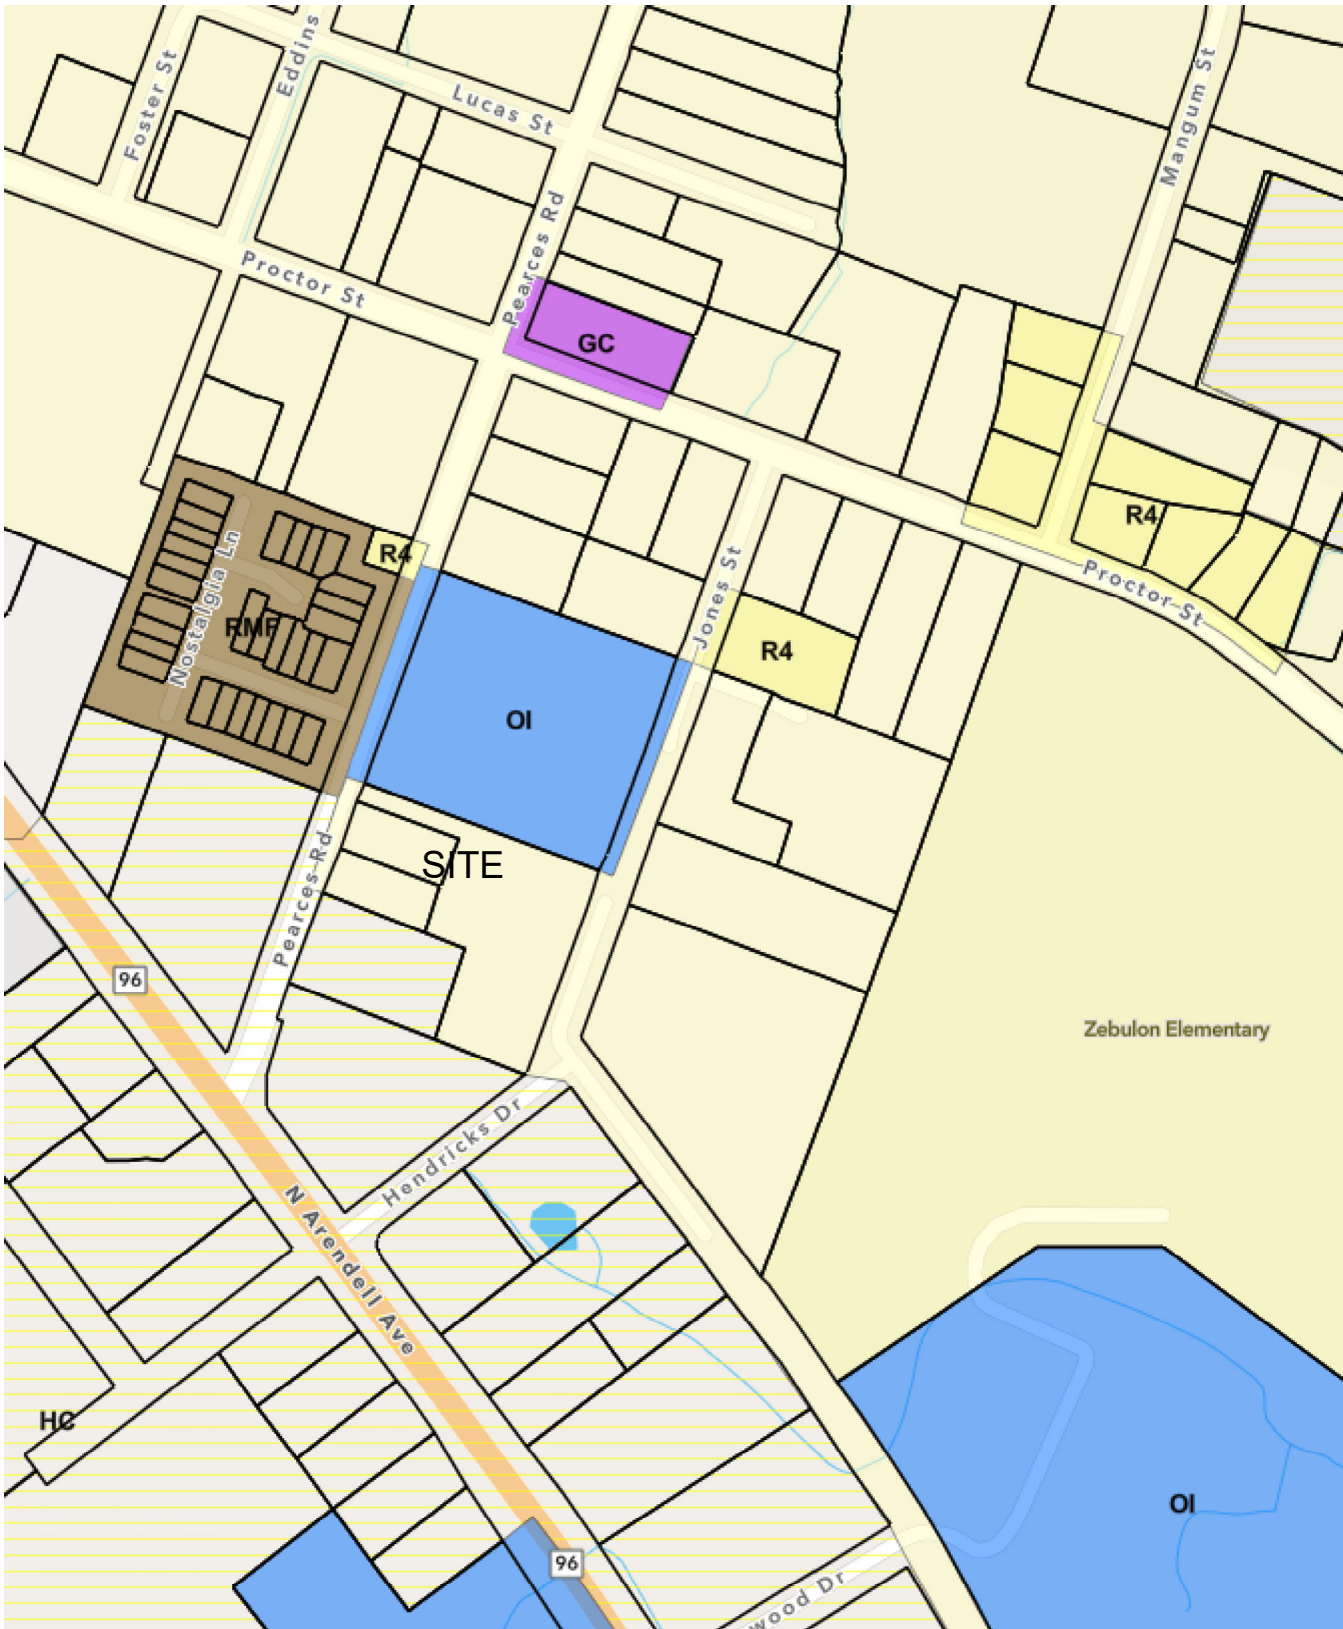 Foster St
Eddins
Lucas St
Mangum St
Pearces Rd
Proctor St
GC
R4
R4
Nostalgia Ln
RMF
Jones St
Proctor St
R4
OI
Pearces Rd
SITE
96
Zebulon Elementary
Hendricks Dr
N Arendell Ave
HC
OI
96
wood Dr